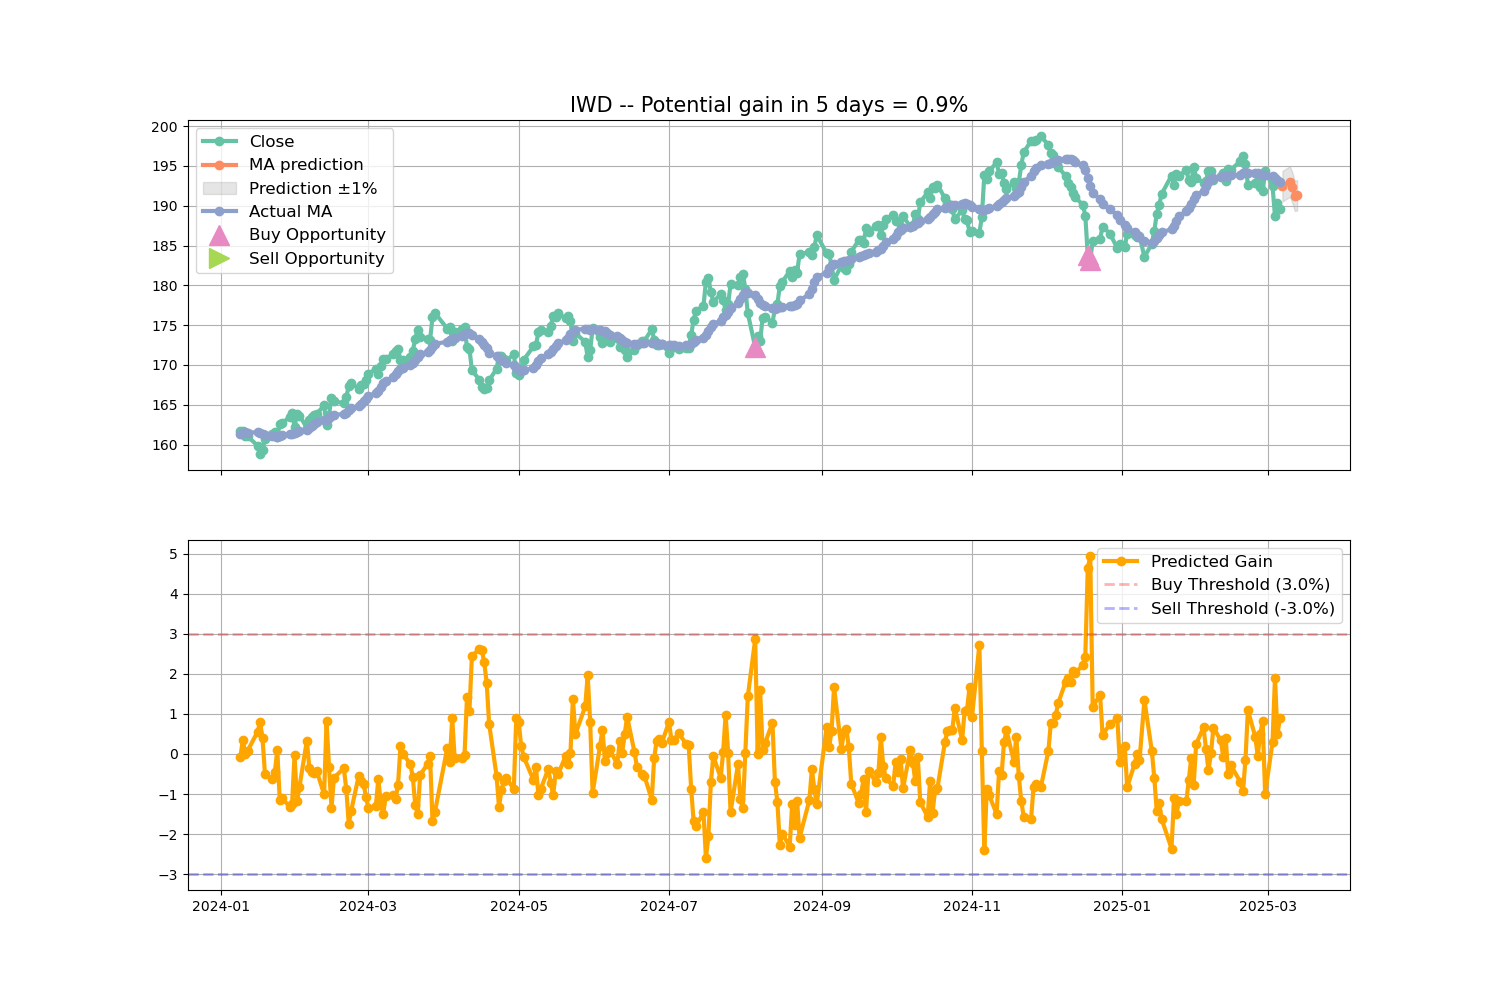 IWD -- Potential gain in 5 days = 0.9%
200
195
190
185
180
175
170
165
160
Close
MA prediction
Prediction ±1%
Actual MA
Buy Opportunity
Sell Opportunity
5
4
3
2
1
0
−1
−2
−3
Predicted Gain
Buy Threshold (3.0%)
Sell Threshold (-3.0%)
2024-01 2024-03 2024-05 2024-07 2024-09 2024-11 2025-01 2025-03